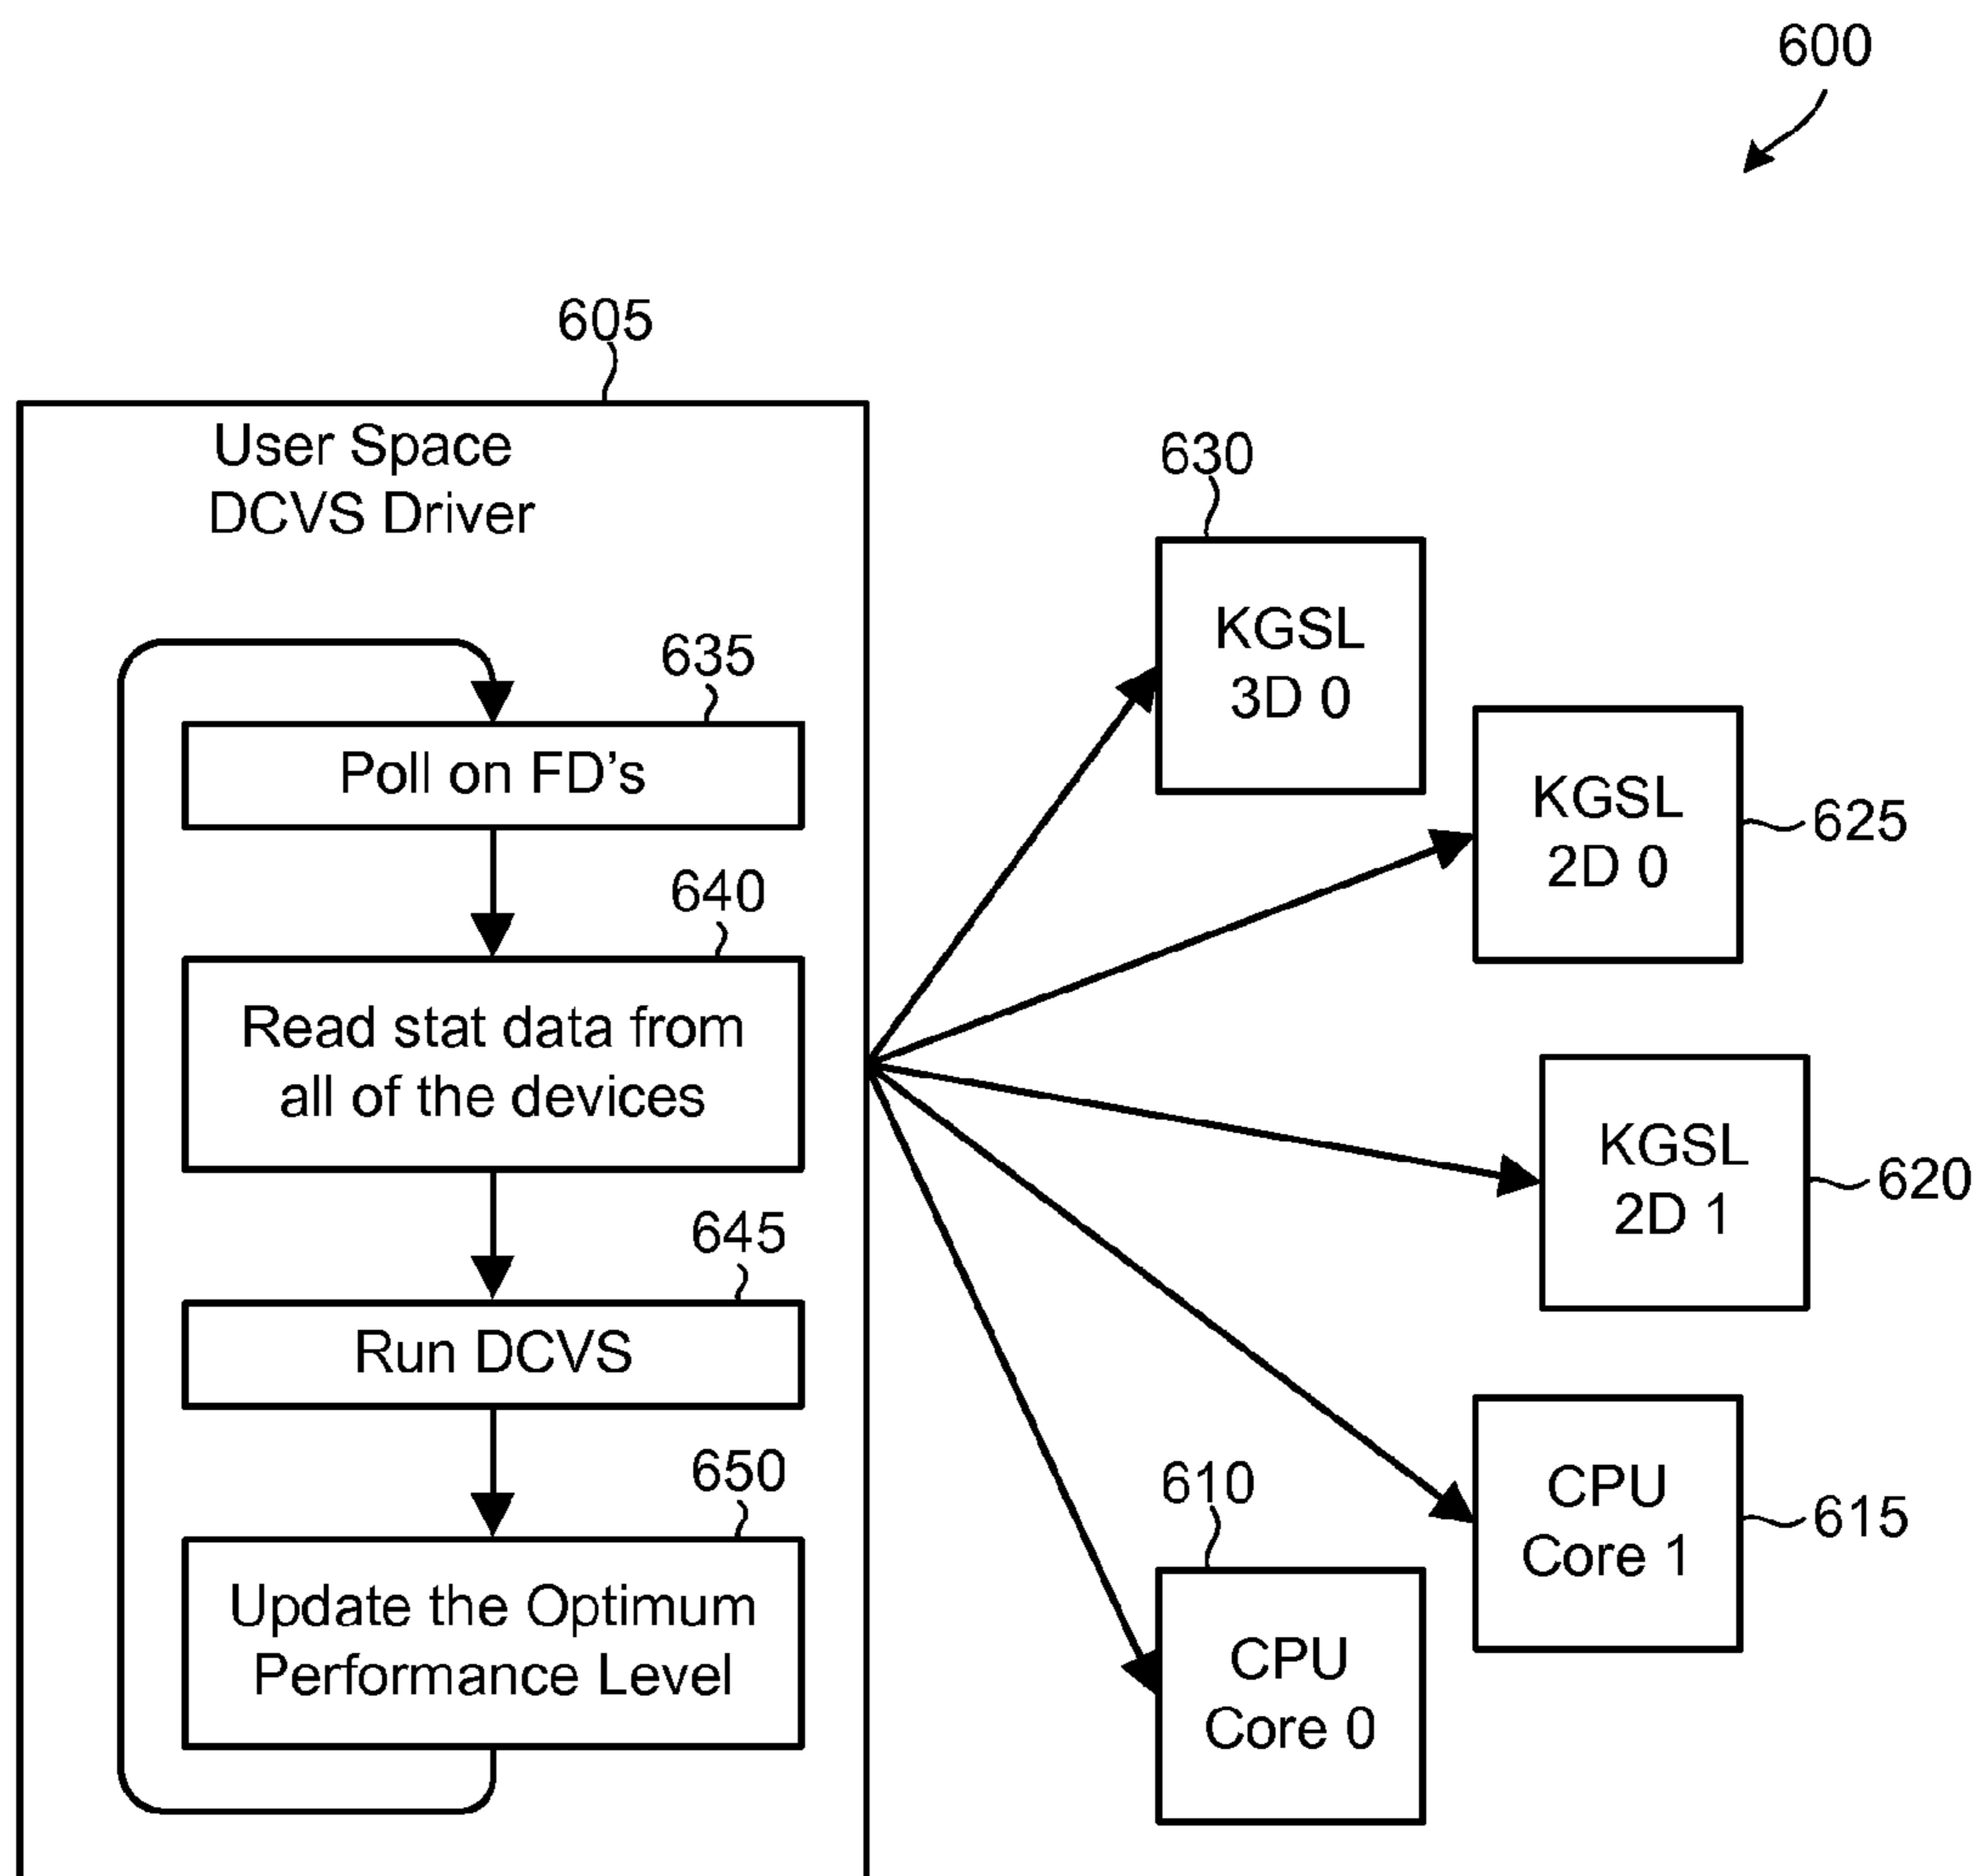 600
605
User Space
DCVS Driver
635
Poll on FD's
640
Read stat data from
all of the devices
645
Run DCVS
650
Update the Optimum
Performance Level
630
KGSL
3D 0
KGSL
2D 0
625
KGSL
2D 1
620
CPU
Core 1
615
610
CPU
Core 0